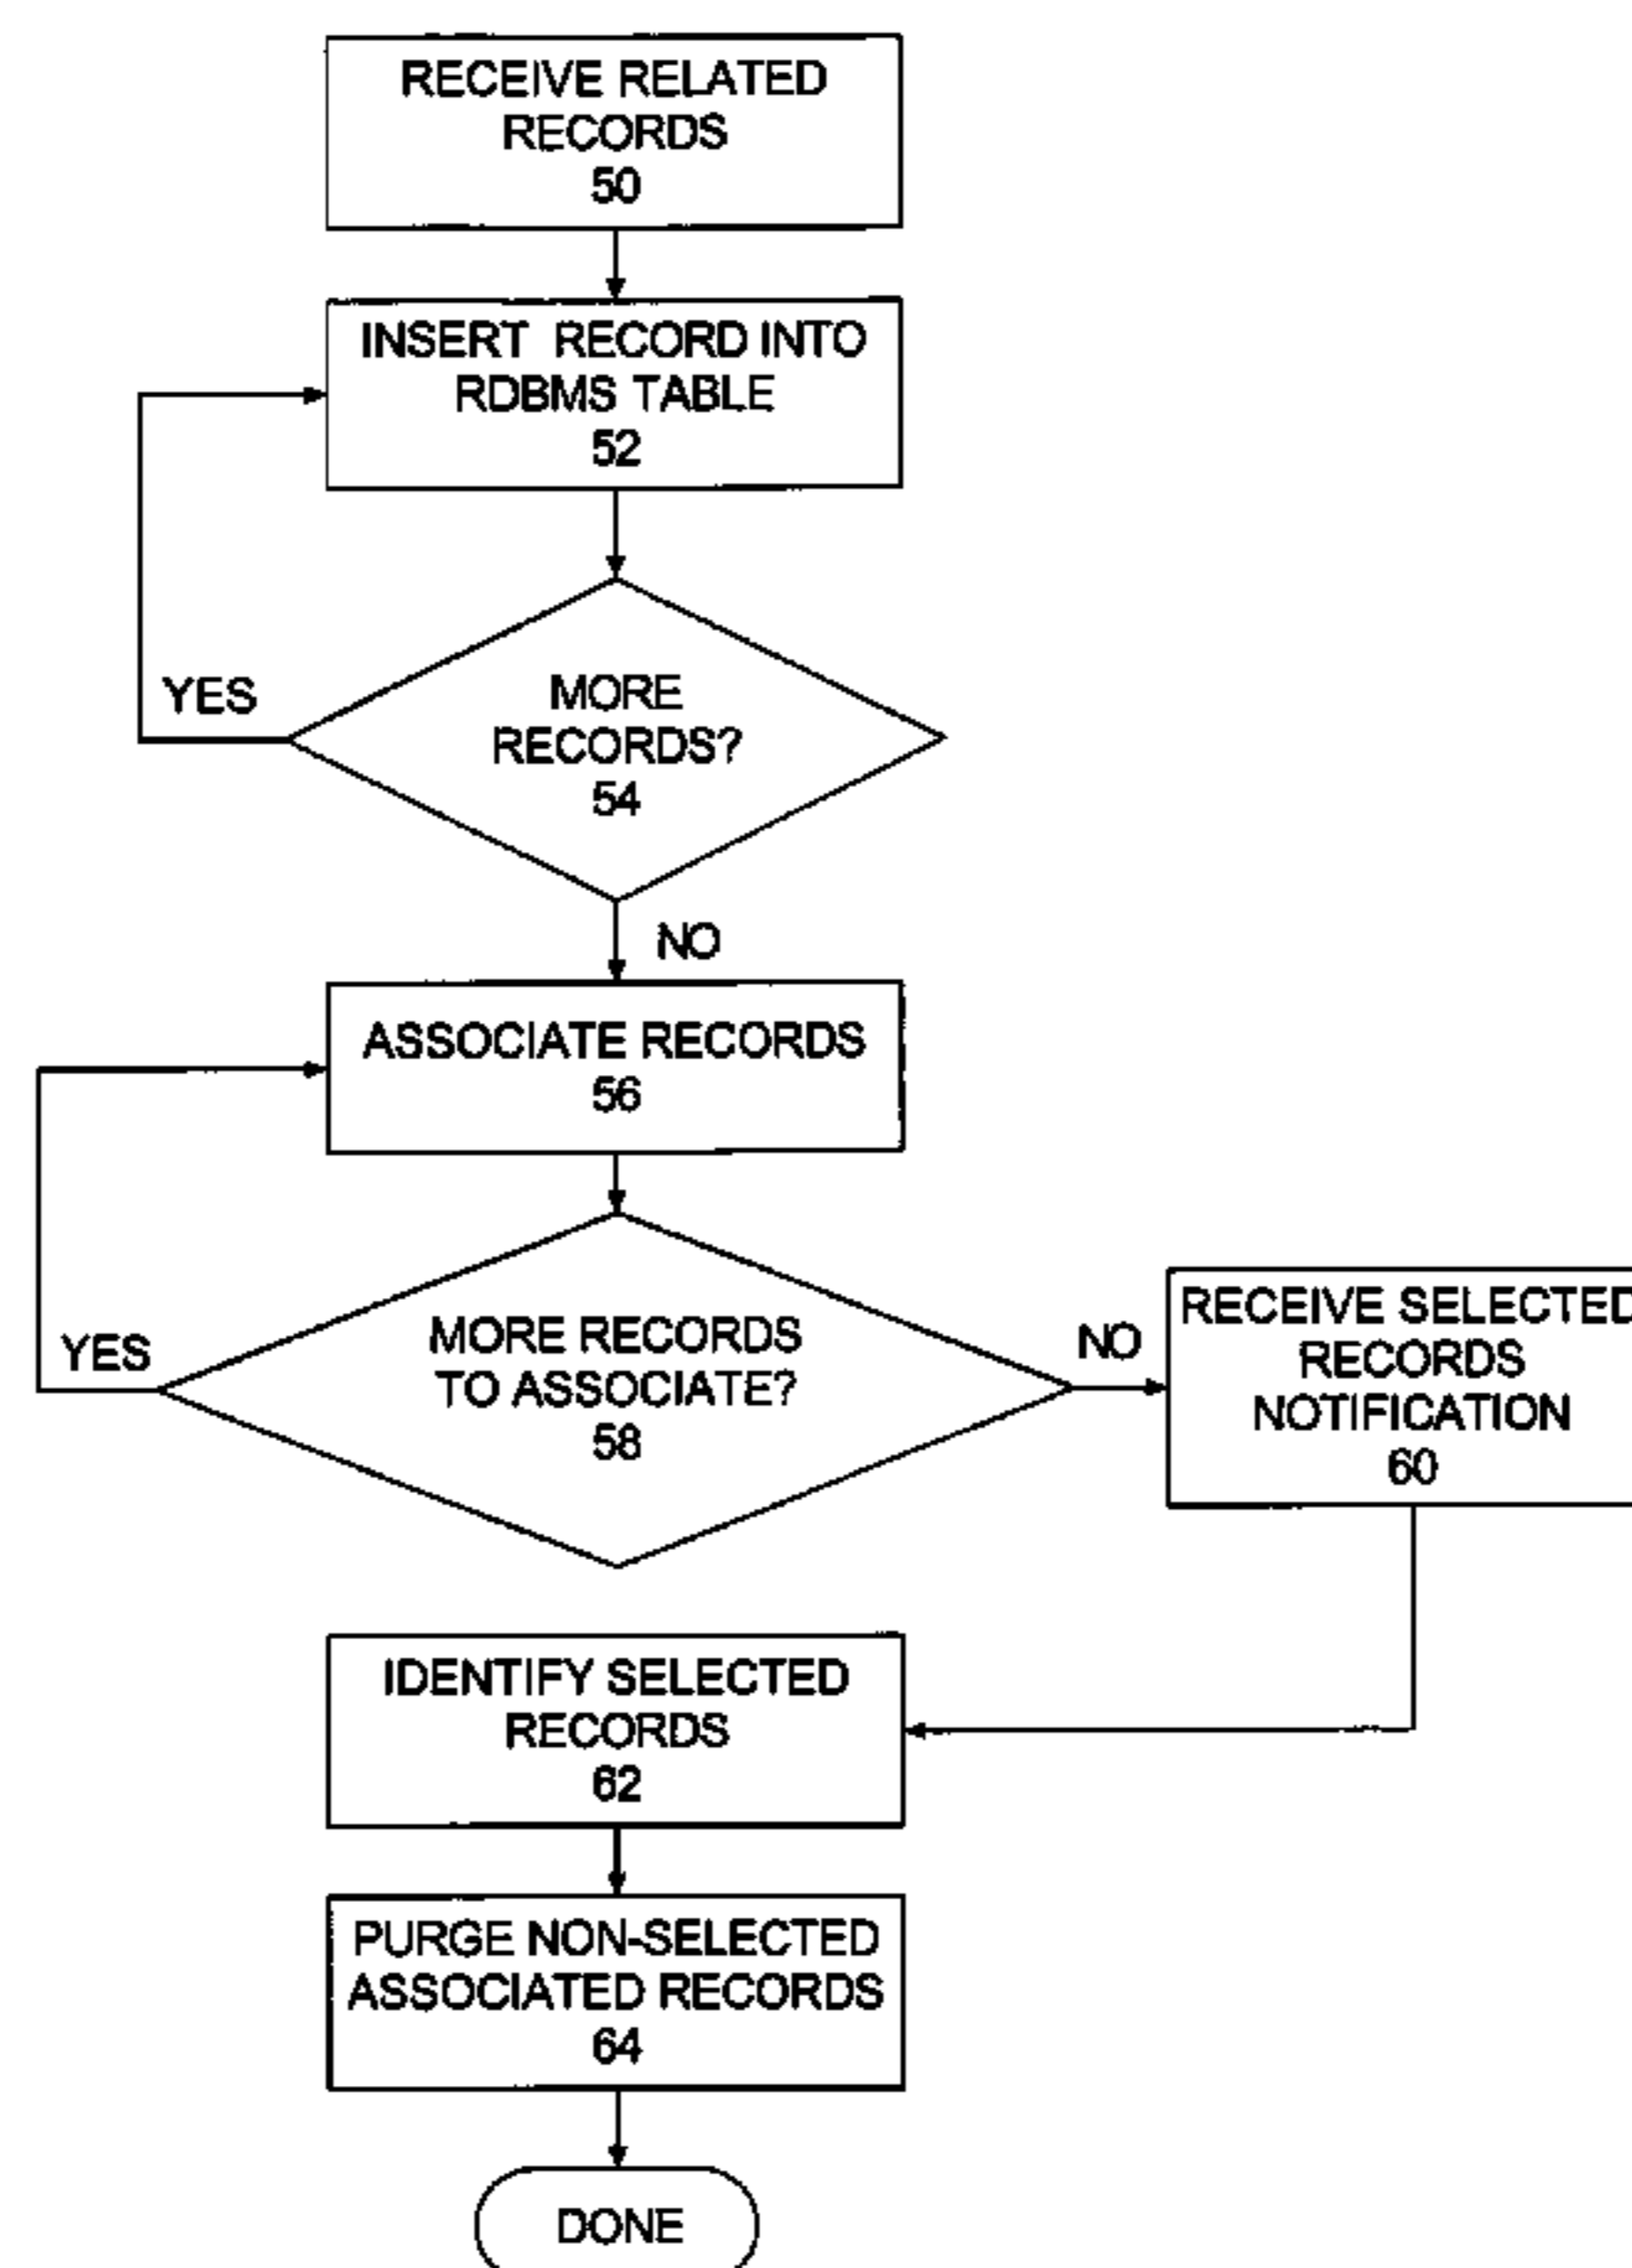 RECEIVE RELATED
RECORDS
50
INSERT RECORD INTO
RDBMS TABLE
52
MORE
RECORDS?
54
YES
NO
ASSOCIATE RECORDS
56
MORE RECORDS
TO ASSOCIATE?
58
YES
NO
RECEIVE SELECTED
RECORDS
NOTIFICATION
60
IDENTIFY SELECTED
RECORDS
62
PURGE NON-SELECTED
ASSOCIATED RECORDS
64
DONE